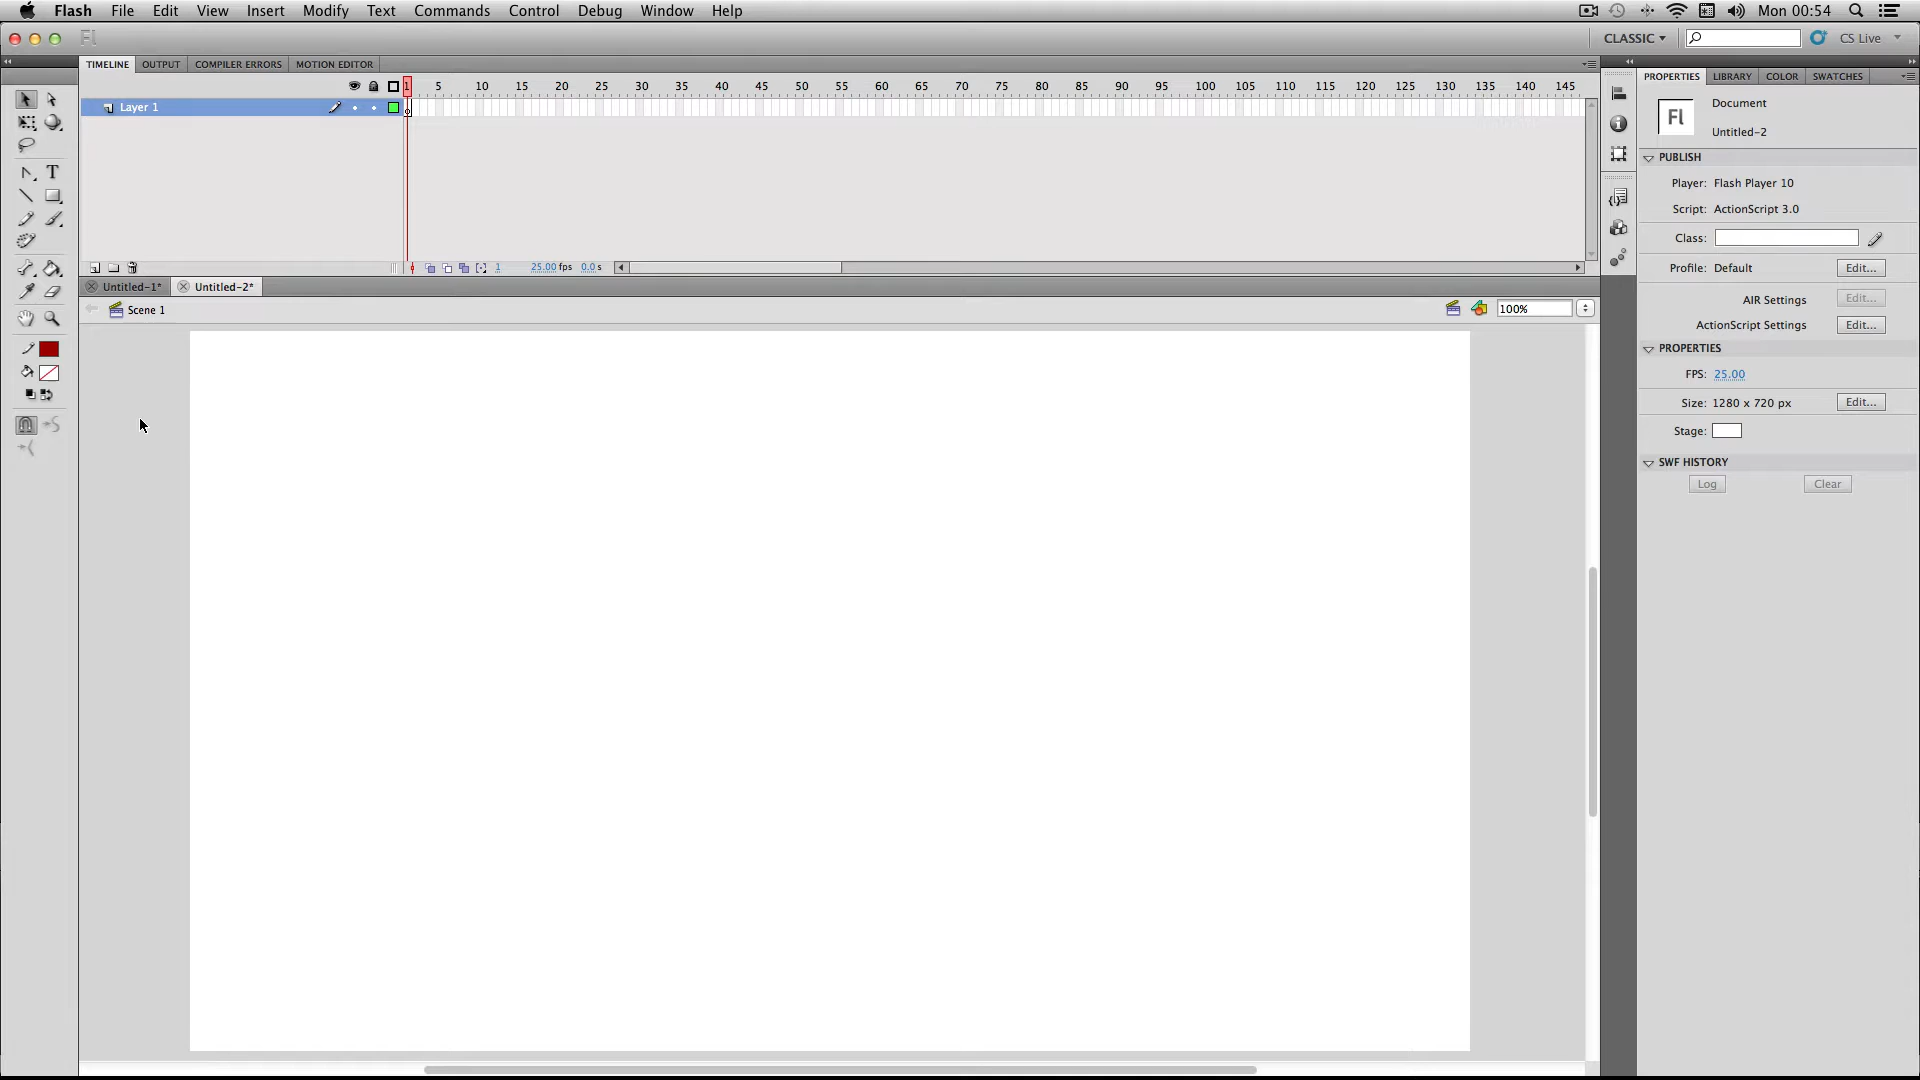 Flash File Edit View Insert Modify Text Commands Control Debug Window Help Mon 00:54
Fl CLASSIC CS Live
TIMELINE OUTPUT COMPILER ERRORS MOTION EDITOR
PROPERTIES LIBRARY COLOR SWATCHES
1 5 10 15 20 25 30 35 40 45 50 55 60 65 70 75 80 85 90 95 100 105 110 115 120 125 130 135 140 145
Layer 1
1 25.00 fps 0.0 s
Untitled-1* Untitled-2*
Scene 1 100%
T
Fl
Document
Untitled-2
PUBLISH
Player: Flash Player 10
Script: ActionScript 3.0
Class:
Profile: Default Edit...
AIR Settings Edit...
ActionScript Settings Edit...
PROPERTIES
FPS: 25.00
Size: 1280 x 720 px Edit...
Stage:
SWF HISTORY
Log Clear